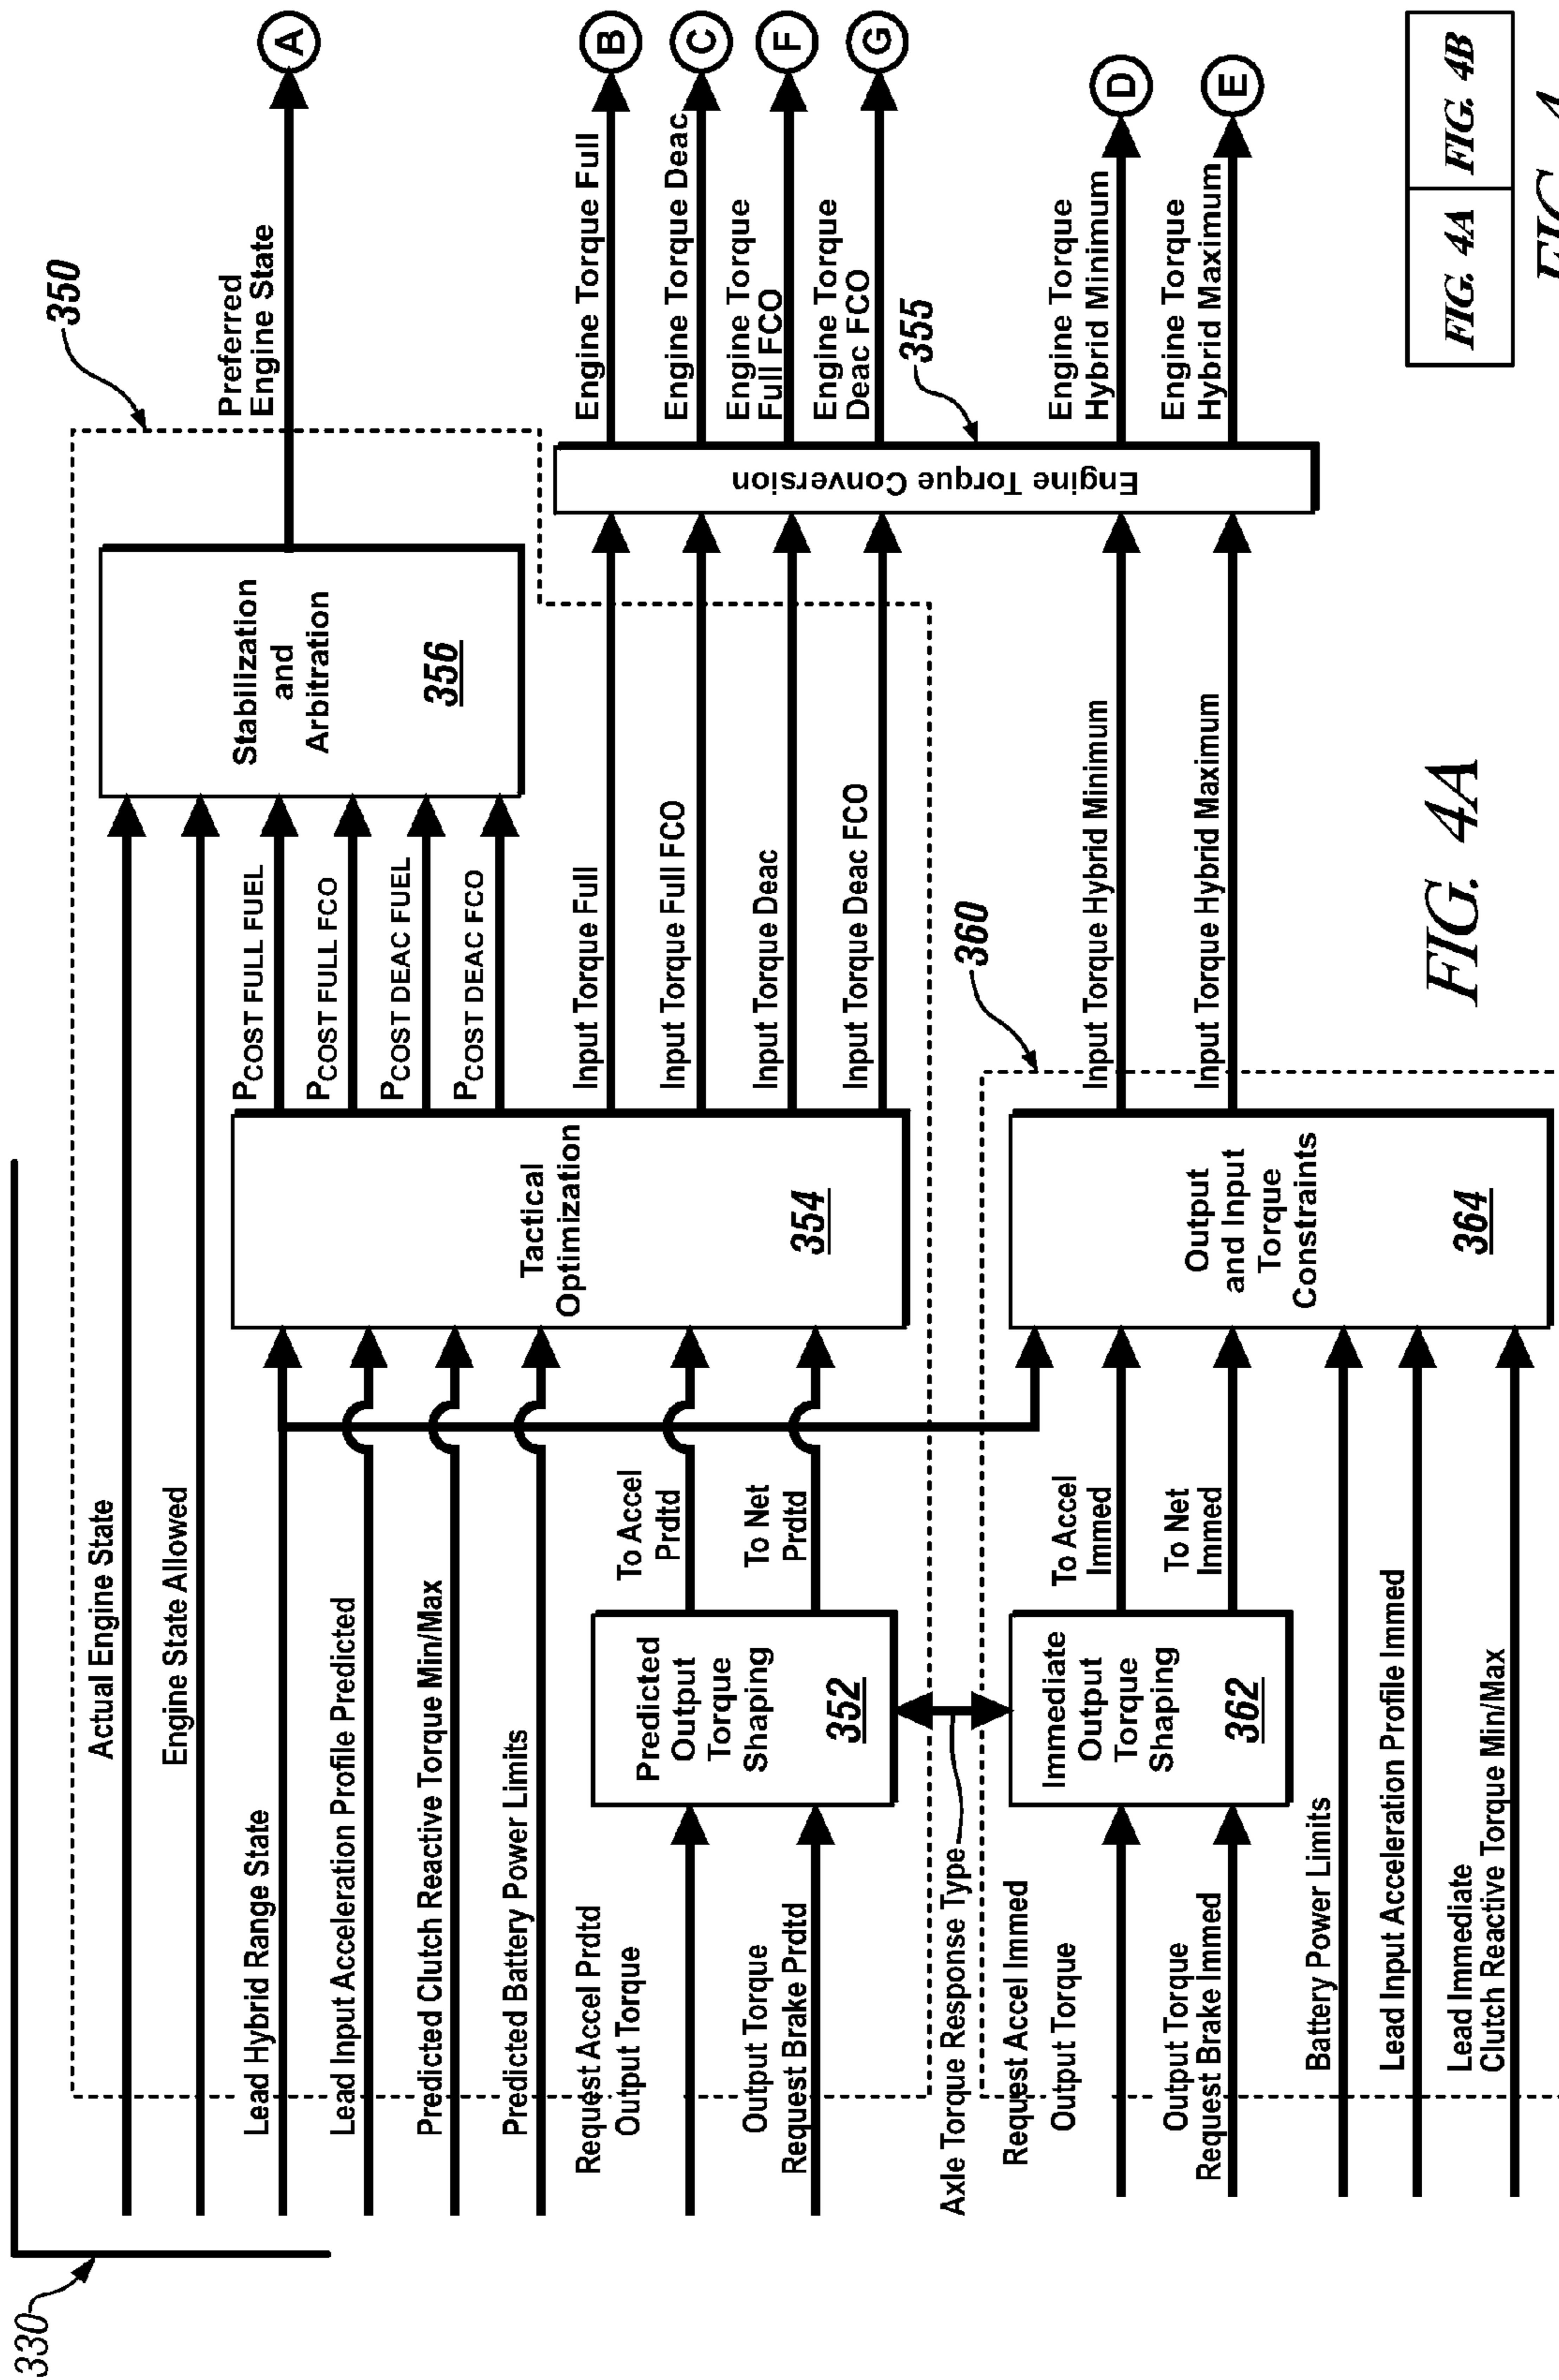 330
350
Actual Engine State
Engine State Allowed
Lead Hybrid Range State
Lead Input Acceleration Profile Predicted
Predicted Clutch Reactive Torque Min/Max
Predicted Battery Power Limits
Request Accel Prdtd
Output Torque
Output Torque
Request Brake Prdtd
Predicted
Output
Torque
Shaping
352
To Accel
Prdtd
To Net
Prdtd
Tactical
Optimization
354
PCOST FULL FUEL
PCOST FULL FCO
PCOST DEAC FUEL
PCOST DEAC FCO
Stabilization
and
Arbitration
356
Preferred
Engine State
A
Input Torque Full
Input Torque Full FCO
Input Torque Deac
Input Torque Deac FCO
Engine Torque Conversion
355
Engine Torque Full
B
Engine Torque Deac
C
Engine Torque
Full FCO
F
Engine Torque
Deac FCO
G
Axle Torque Response Type
360
Request Accel Immed
Output Torque
Output Torque
Request Brake Immed
Battery Power Limits
Lead Input Acceleration Profile Immed
Lead Immediate
Clutch Reactive Torque Min/Max
Immediate
Output
Torque
Shaping
362
To Accel
Immed
To Net
Immed
Output
and Input
Torque
Constraints
364
Input Torque Hybrid Minimum
Input Torque Hybrid Maximum
Engine Torque
Hybrid Minimum
D
Engine Torque
Hybrid Maximum
E
FIG. 4A
FIG. 4A FIG. 4B
FIG. 4